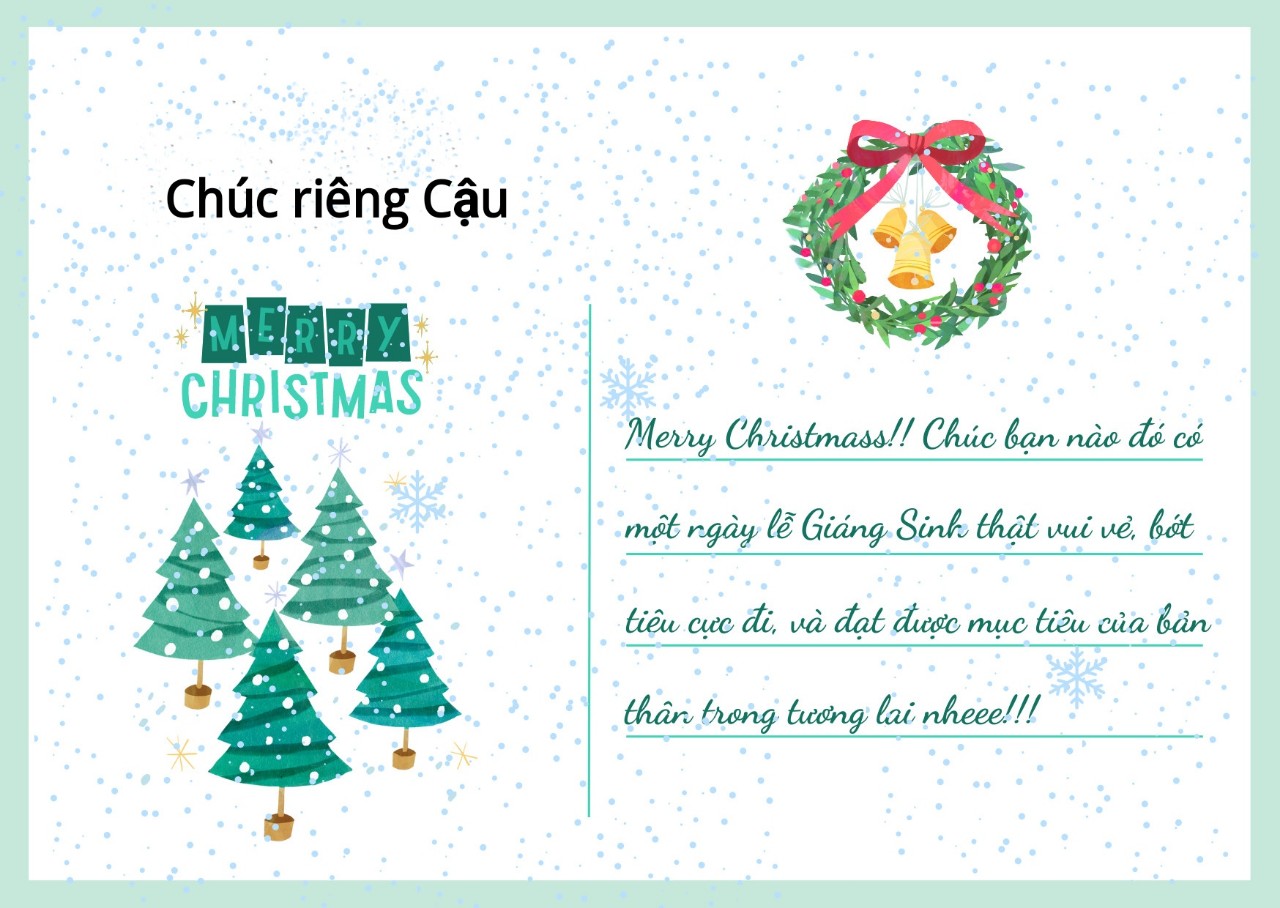 Chúc riêng Cậu
MERRY
CHRISTMAS
Merry Christmass!! Chúc bạn nào đó có
một ngày lễ Giáng Sinh thật vui vẻ, bớt
tiêu cực đi, và đạt được mục tiêu của bản
thân trong tương lai nheee!!!